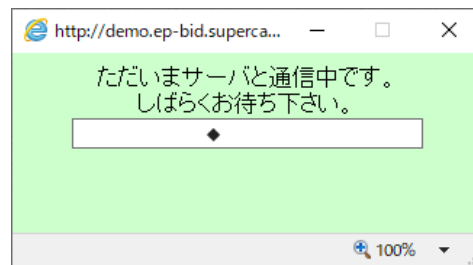 http://demo.ep-bid.superca...
ただいまサーバと通信中です。
しばらくお待ち下さい。
◆
100%